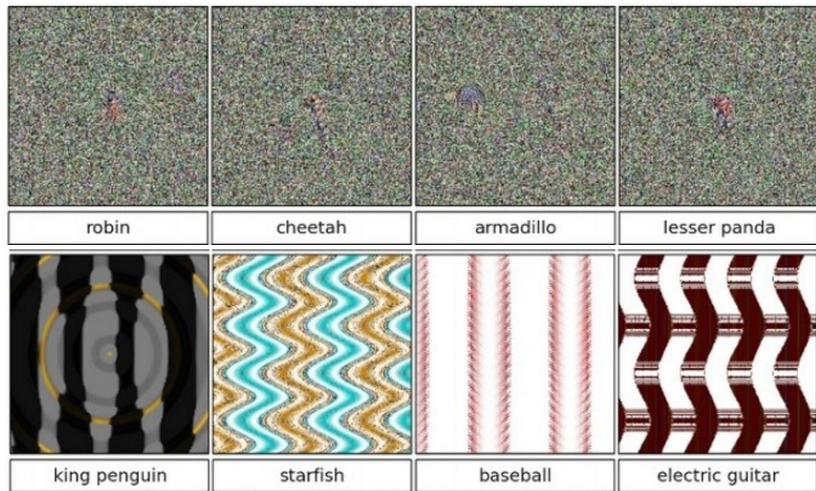 robin
cheetah
armadillo
lesser panda
king penguin
starfish
baseball
electric guitar